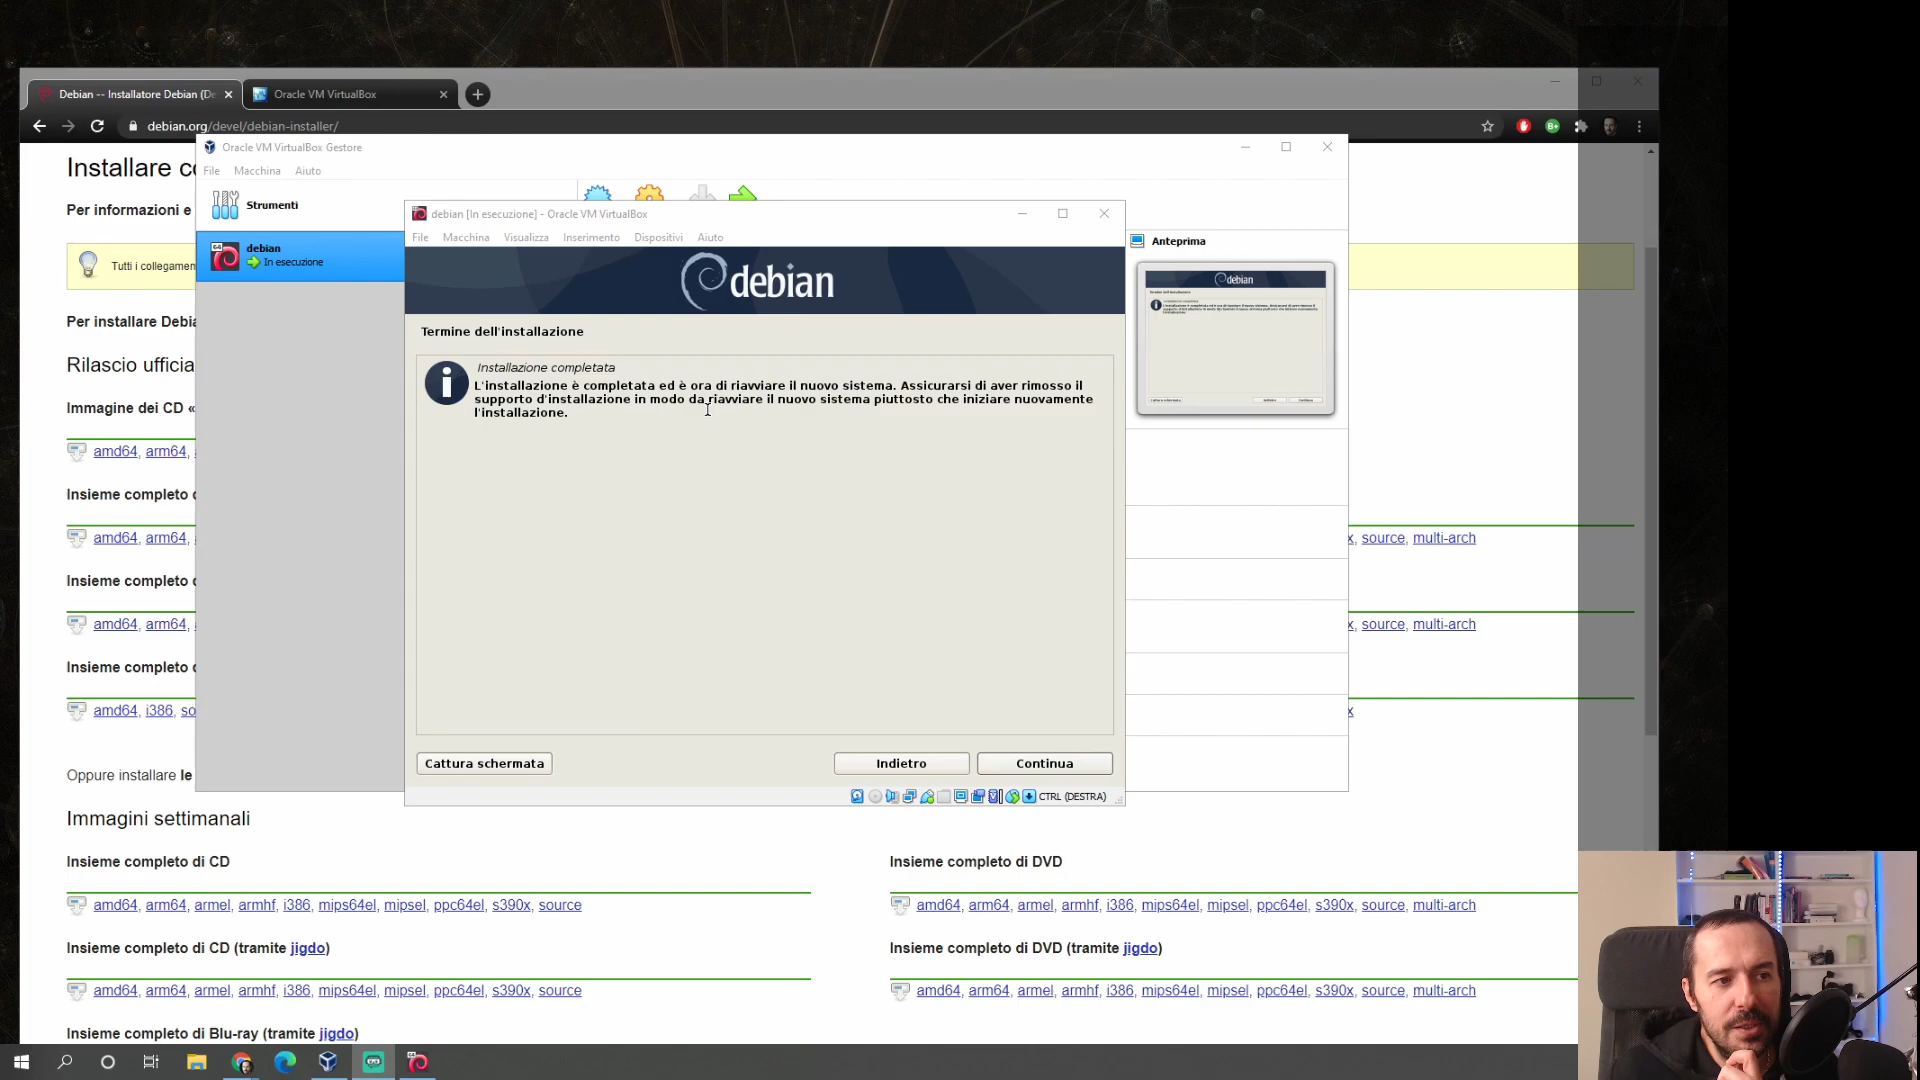 Debian -- Installatore Debian (De
Oracle VM VirtualBox
debian.org/devel/debian-installer/
Installare c
Per informazioni e
Tutti i collegamen
Per installare Debia
Rilascio ufficia
Immagine dei CD «
amd64, arm64,
Insieme completo
amd64, arm64,
Insieme completo
amd64, arm64,
Insieme completo
amd64, i386, so
Oppure installare le
Oracle VM VirtualBox Gestore
File Macchina Aiuto
Strumenti
debian
In esecuzione
64
debian [In esecuzione] - Oracle VM VirtualBox
File Macchina Visualizza Inserimento Dispositivi Aiuto
debian
Termine dell'installazione
Installazione completata
L'installazione è completata ed è ora di riavviare il nuovo sistema. Assicurarsi di aver rimosso il
supporto d'installazione in modo da riavviare il nuovo sistema piuttosto che iniziare nuovamente
l'installazione.
Cattura schermata
Indietro
Continua
CTRL (DESTRA)
Anteprima
debian
x, source, multi-arch
x, source, multi-arch
x
Immagini settimanali
Insieme completo di CD
amd64, arm64, armel, armhf, i386, mips64el, mipsel, ppc64el, s390x, source
Insieme completo di CD (tramite jigdo)
amd64, arm64, armel, armhf, i386, mips64el, mipsel, ppc64el, s390x, source
Insieme completo di Blu-ray (tramite jigdo)
Insieme completo di DVD
amd64, arm64, armel, armhf, i386, mips64el, mipsel, ppc64el, s390x, source, multi-arch
Insieme completo di DVD (tramite jigdo)
amd64, arm64, armel, armhf, i386, mips64el, mipsel, ppc64el, s390x, source, multi-arch